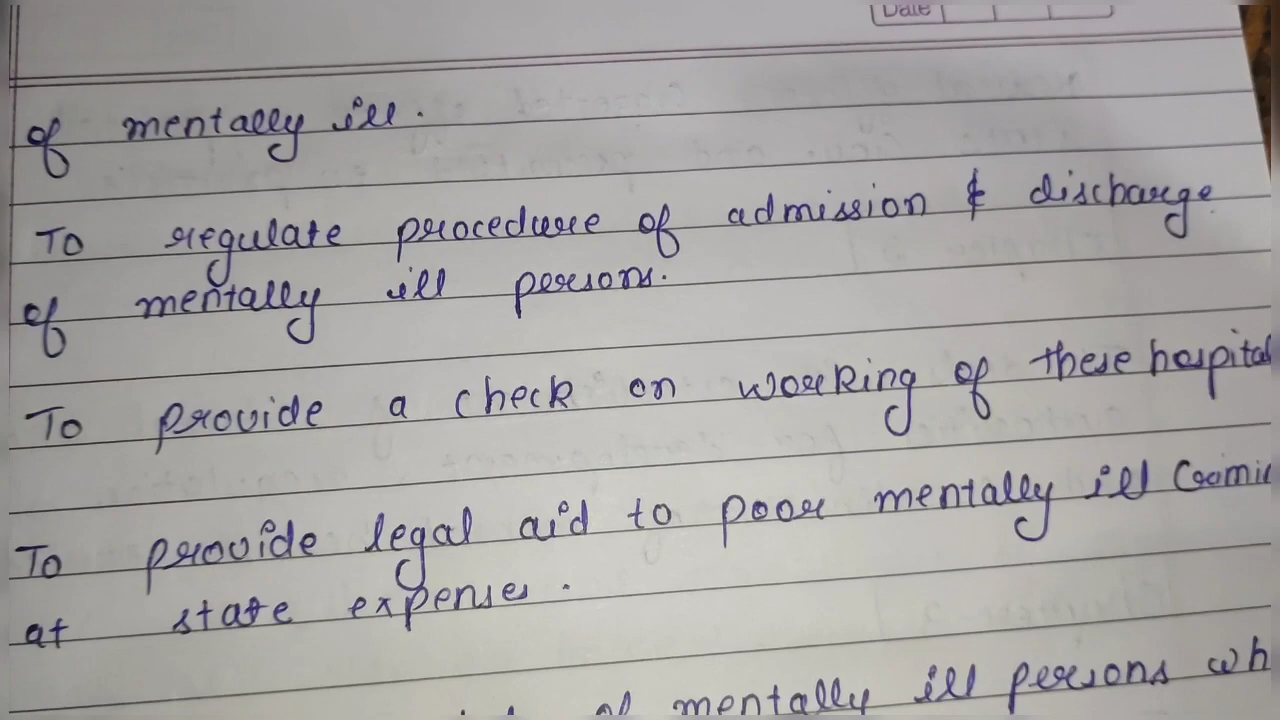 Date
of mentally ill.
To regulate procedure of admission & discharge
of mentally ill persons.
To provide a check on working of these hospital
To provide legal aid to poor mentally ill
at state expenses.
mentally ill persons wh